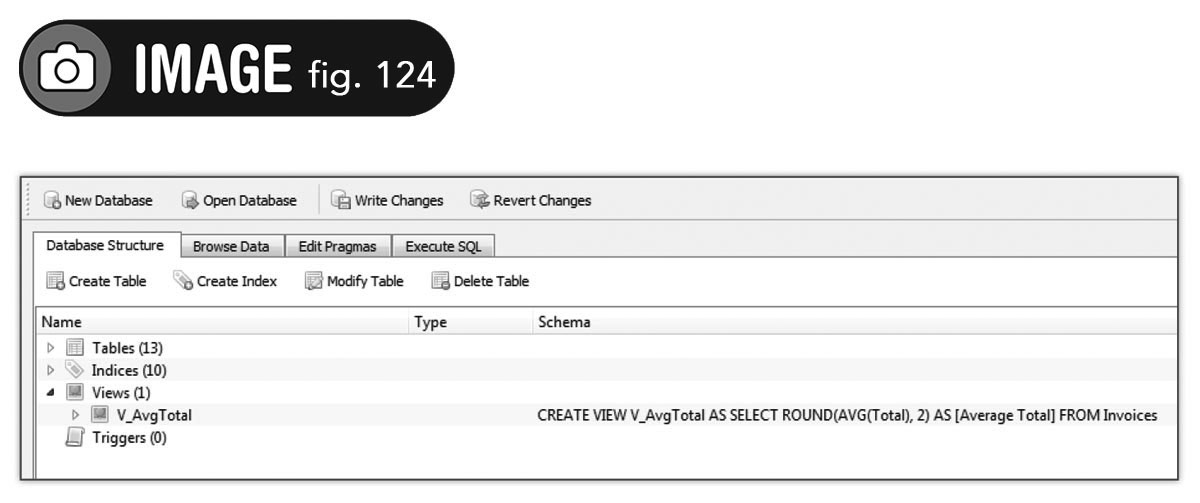 IMAGE fig. 124
New Database Open Database Write Changes Revert Changes
Database Structure Browse Data Edit Pragmas Execute SQL
Create Table Create Index Modify Table Delete Table
Name Type Schema
Tables (13)
Indices (10)
Views (1)
V_AvgTotal CREATE VIEW V_AvgTotal AS SELECT ROUND(AVG(Total), 2) AS [Average Total] FROM Invoices
Triggers (0)